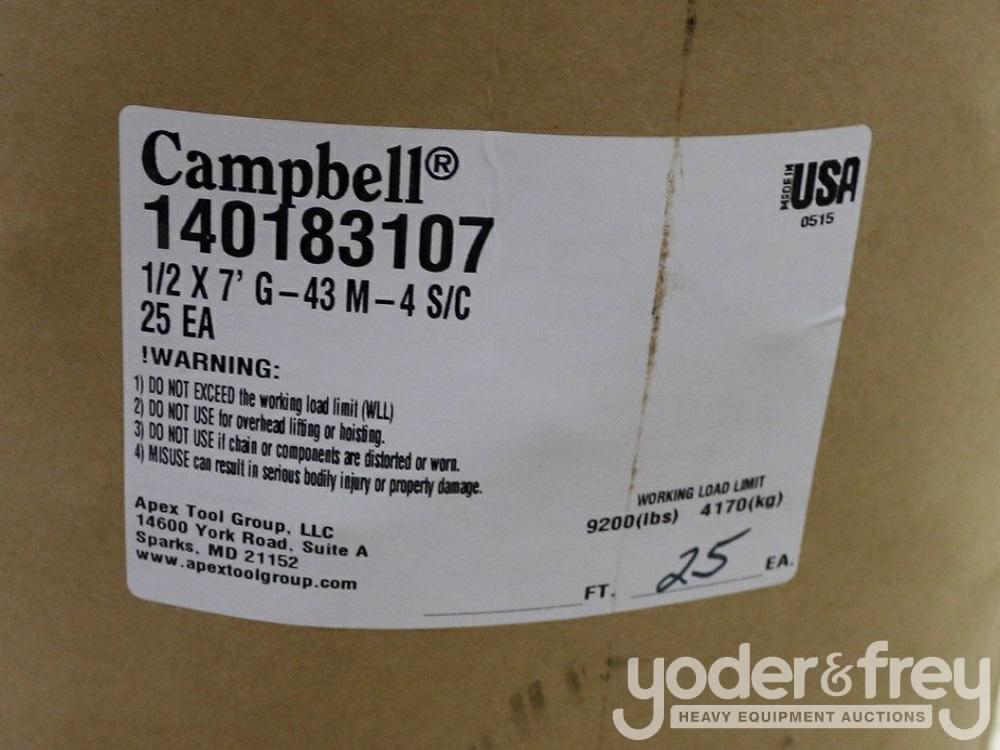 Campbell®
140183107
1/2 X 7' G-43 M-4 S/C
25 EA
!WARNING:
1) DO NOT EXCEED the working load limit (WLL)
2) DO NOT USE for overhead lifting or hoisting.
3) DO NOT USE if chain or components are distorted or worn.
4) MISUSE can result in serious bodily injury or property damage.
Apex Tool Group, LLC
14600 York Road, Suite A
Sparks, MD 21152
www.apextoolgroup.com
MADE IN USA
0515
WORKING LOAD LIMIT
9200(lbs) 4170(kg)
FT. 25 EA.
yoder&frey
HEAVY EQUIPMENT AUCTIONS